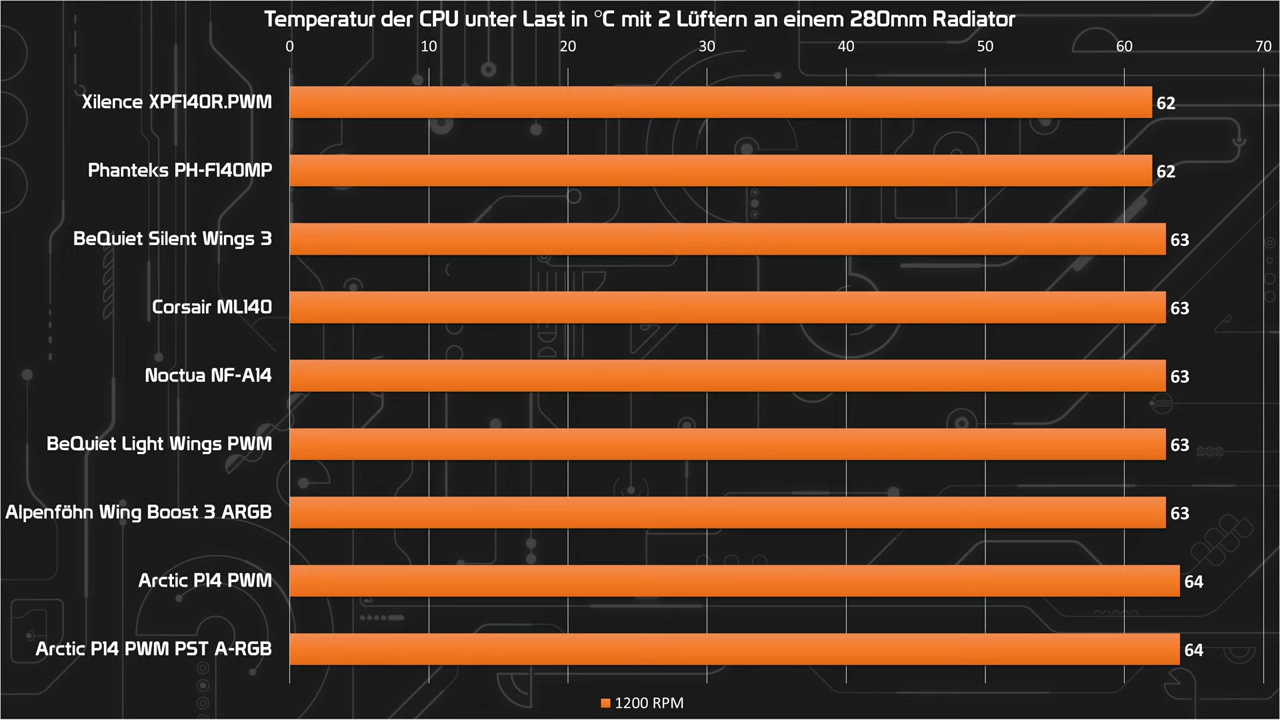 Temperatur der CPU unter Last in °C mit 2 Lüftern an einem 280mm Radiator
0 10 20 30 40 50 60 70
Xilence XPF140R.PWM 62
Phanteks PH-F140MP 62
BeQuiet Silent Wings 3 63
Corsair ML140 63
Noctua NF-A14 63
BeQuiet Light Wings PWM 63
Alpenföhn Wing Boost 3 ARGB 63
Arctic P14 PWM 64
Arctic P14 PWM PST A-RGB 64
1200 RPM